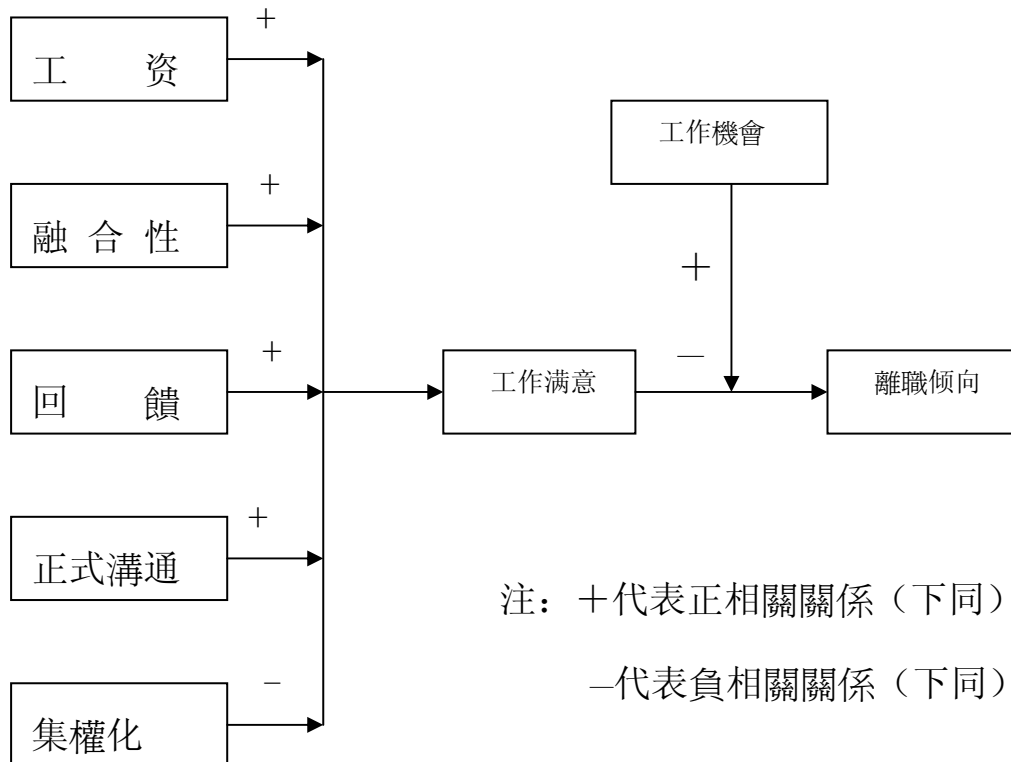 +
工 资
工作機會
+
融 合 性
+
+
–
回 饋
工作满意
離職倾向
+
正式溝通
注：+代表正相關關係（下同）
–
–代表負相關關係（下同）
集權化